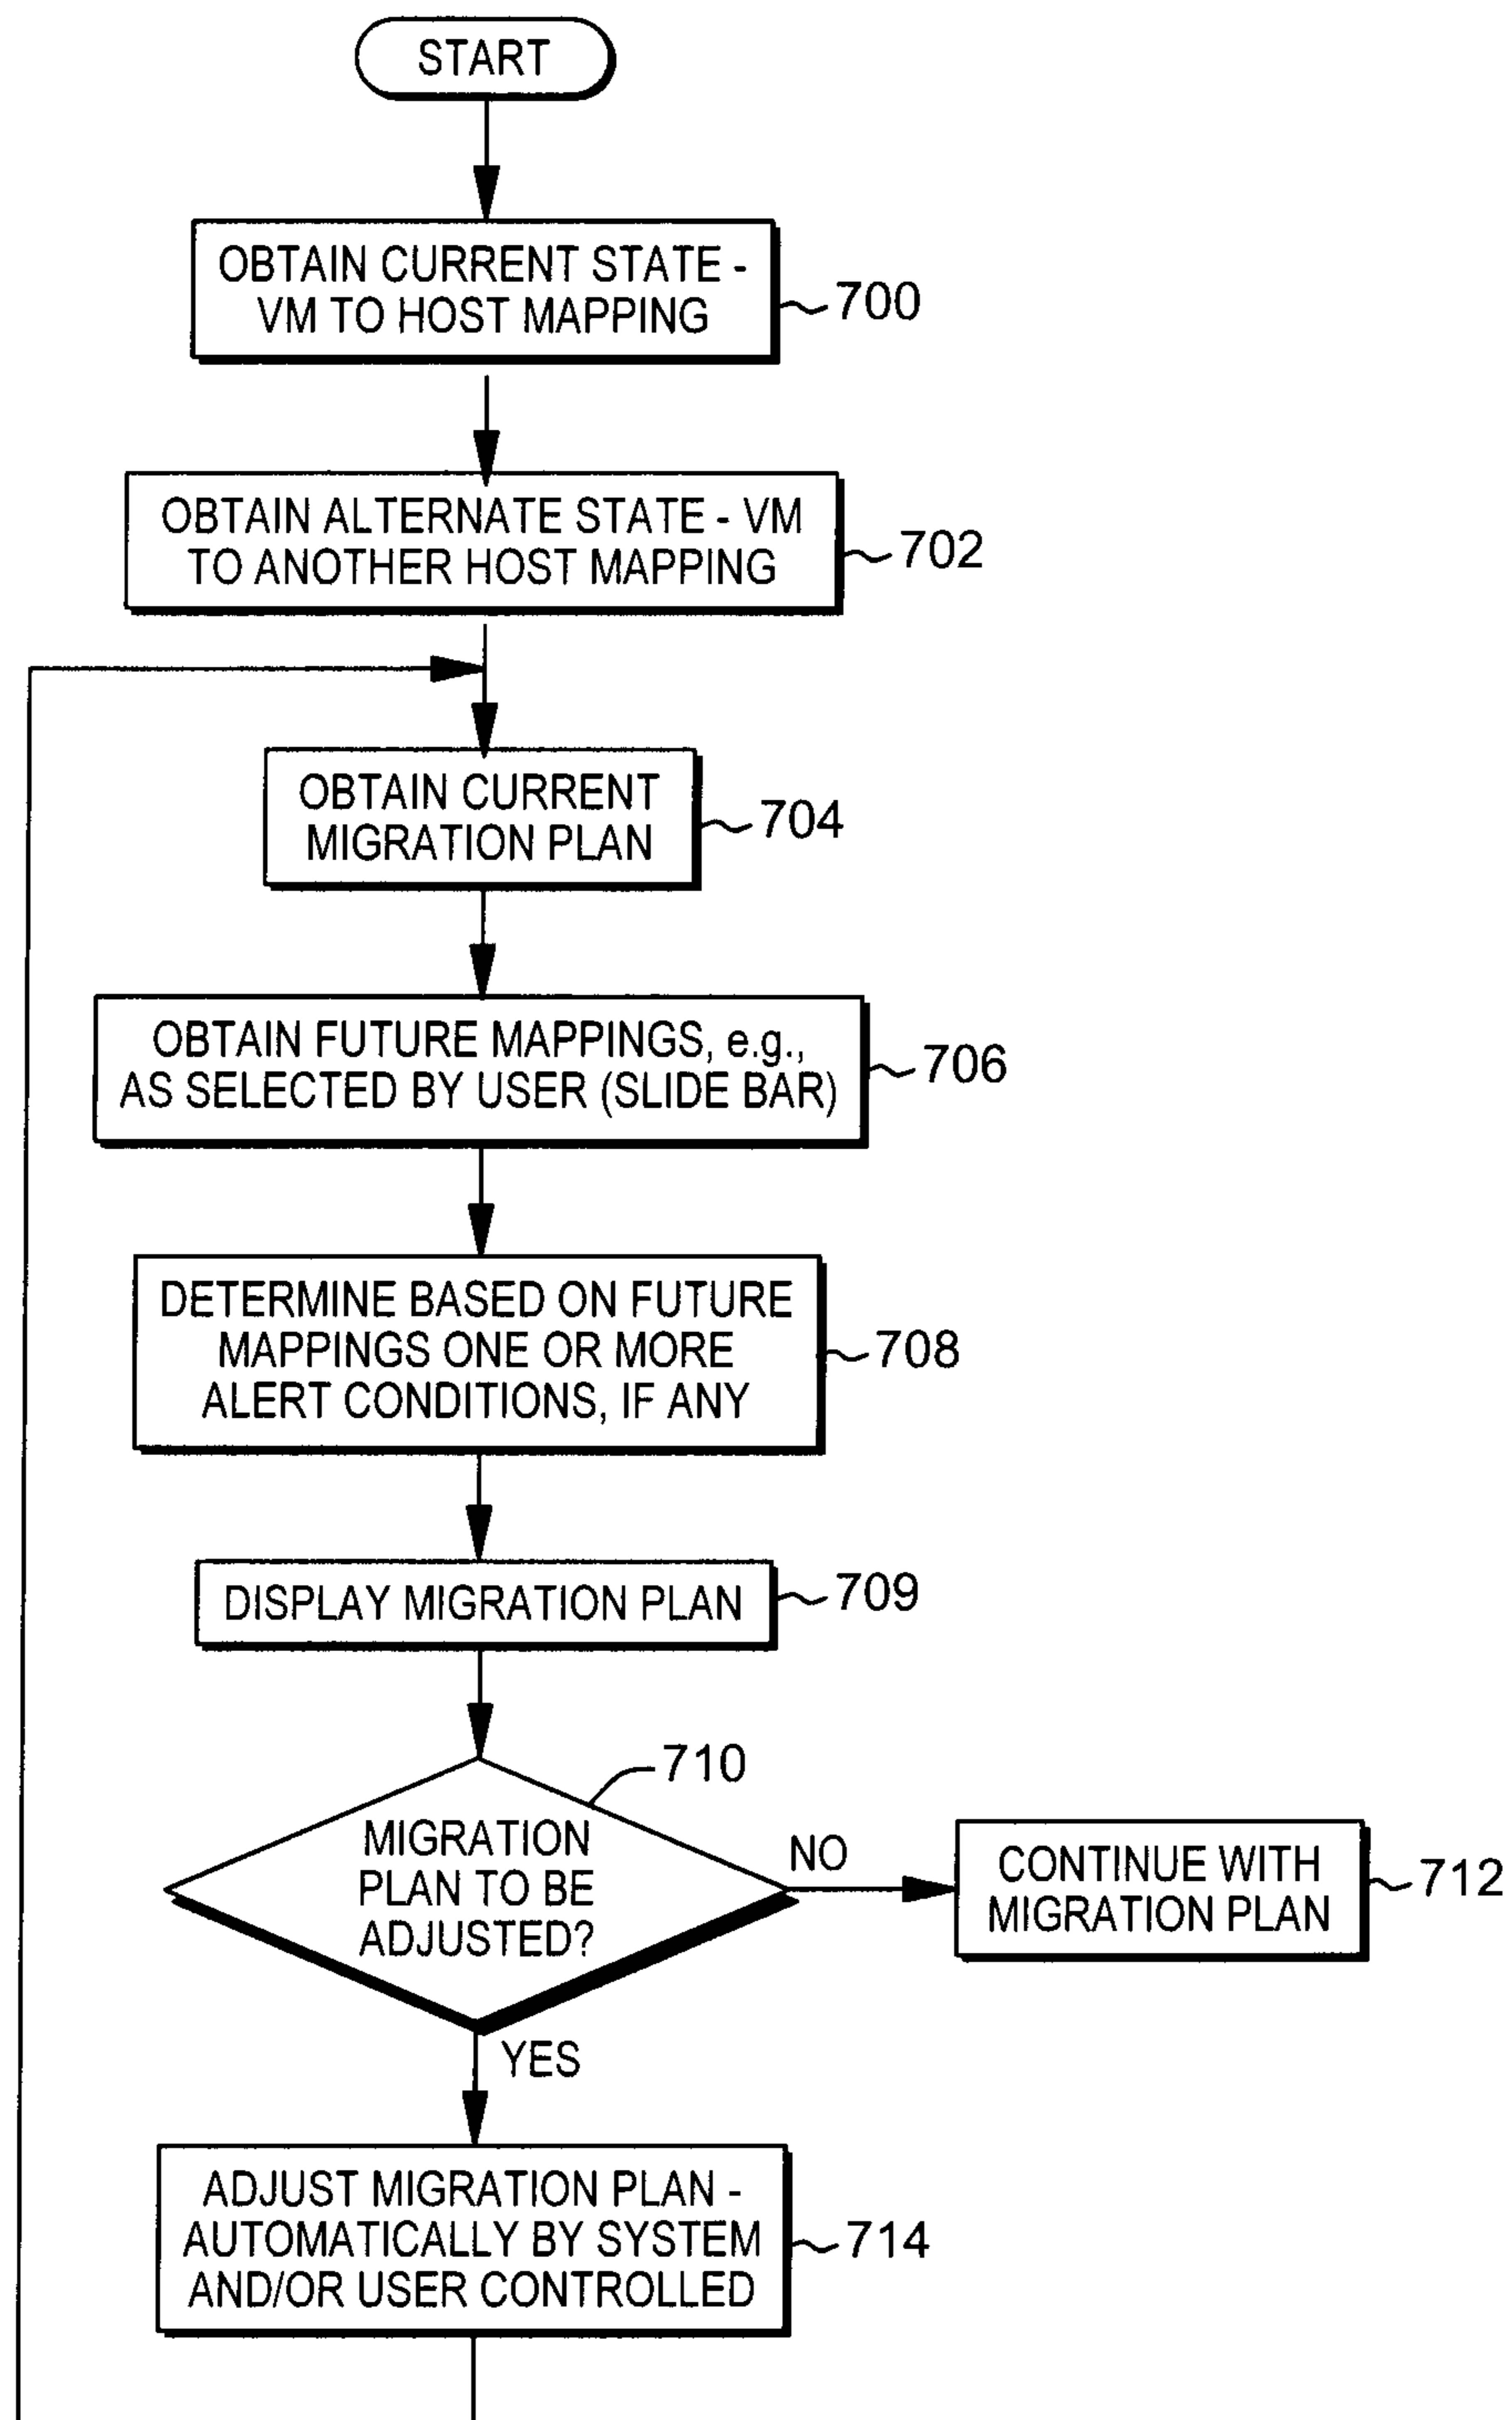 START
OBTAIN CURRENT STATE -
VM TO HOST MAPPING
700
OBTAIN ALTERNATE STATE - VM
TO ANOTHER HOST MAPPING
702
OBTAIN CURRENT
MIGRATION PLAN
704
OBTAIN FUTURE MAPPINGS, e.g.,
AS SELECTED BY USER (SLIDE BAR)
706
DETERMINE BASED ON FUTURE
MAPPINGS ONE OR MORE
ALERT CONDITIONS, IF ANY
708
DISPLAY MIGRATION PLAN
709
710
MIGRATION
PLAN TO BE
ADJUSTED?
NO
CONTINUE WITH
MIGRATION PLAN
712
YES
ADJUST MIGRATION PLAN -
AUTOMATICALLY BY SYSTEM
AND/OR USER CONTROLLED
714